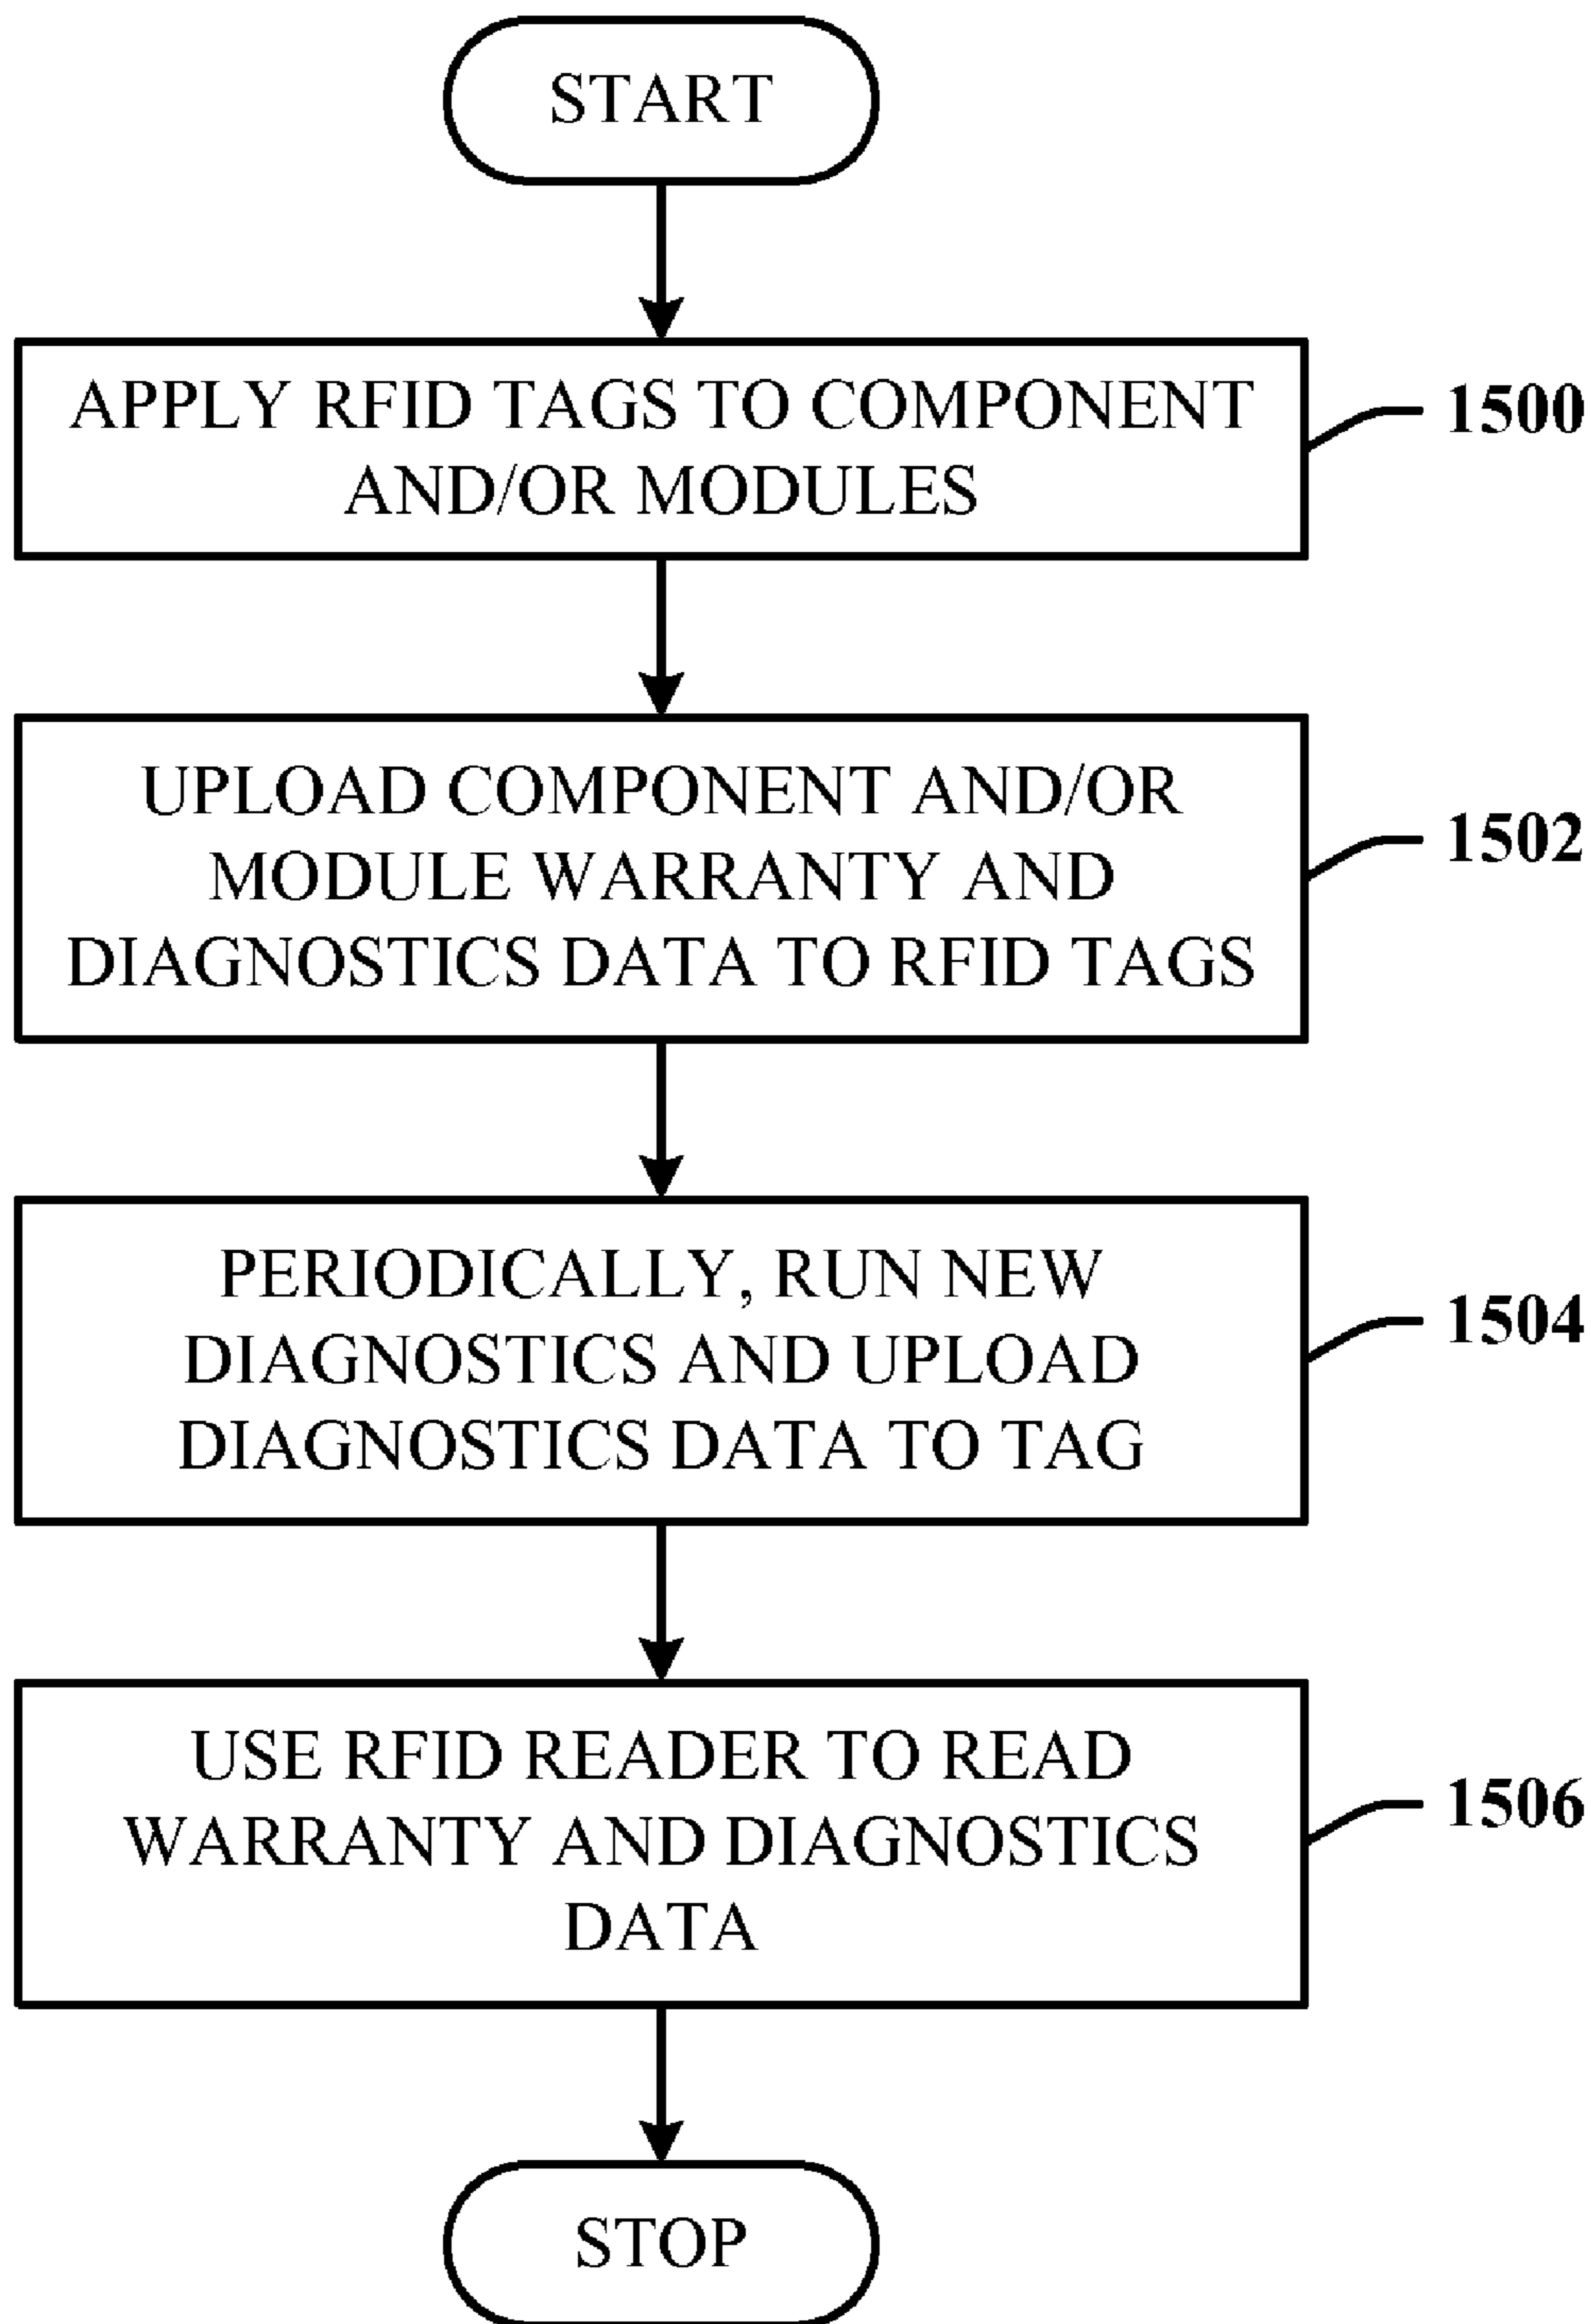 START
APPLY RFID TAGS TO COMPONENT
AND/OR MODULES
1500
UPLOAD COMPONENT AND/OR
MODULE WARRANTY AND
DIAGNOSTICS DATA TO RFID TAGS
1502
PERIODICALLY, RUN NEW
DIAGNOSTICS AND UPLOAD
DIAGNOSTICS DATA TO TAG
1504
USE RFID READER TO READ
WARRANTY AND DIAGNOSTICS
DATA
1506
STOP